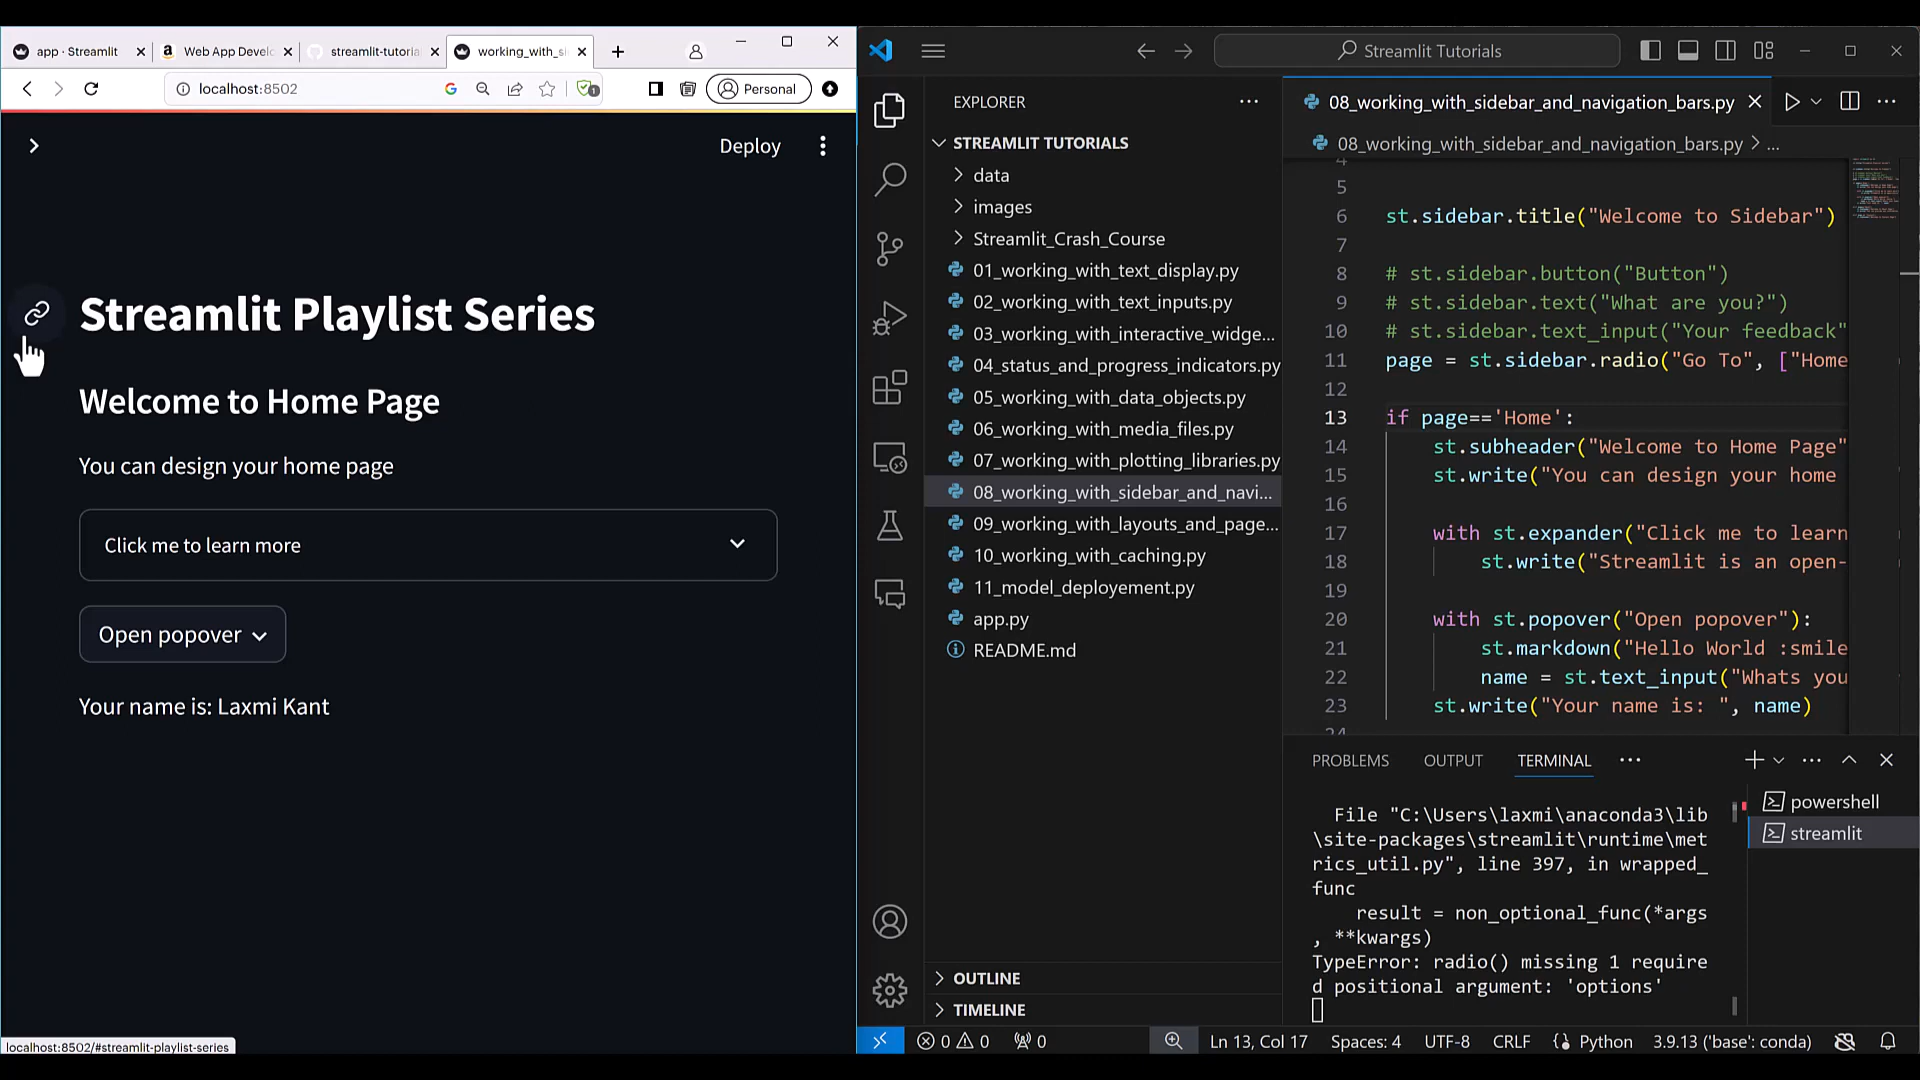 app · Streamlit
Web App Devel
streamlit-tutoria
working_with_si
localhost:8502
Personal
Deploy
Streamlit Playlist Series
Welcome to Home Page
You can design your home page
Click me to learn more
Open popover
Your name is: Laxmi Kant
localhost:8502/#streamlit-playlist-series
Streamlit Tutorials
EXPLORER
STREAMLIT TUTORIALS
data
images
Streamlit_Crash_Course
01_working_with_text_display.py
02_working_with_text_inputs.py
03_working_with_interactive_widge...
04_status_and_progress_indicators.py
05_working_with_data_objects.py
06_working_with_media_files.py
07_working_with_plotting_libraries.py
08_working_with_sidebar_and_navi...
09_working_with_layouts_and_page...
10_working_with_caching.py
11_model_deployement.py
app.py
README.md
OUTLINE
TIMELINE
08_working_with_sidebar_and_navigation_bars.py
08_working_with_sidebar_and_navigation_bars.py > ...
4
5
6 st.sidebar.title("Welcome to Sidebar")
7
8 # st.sidebar.button("Button")
9 # st.sidebar.text("What are you?")
10 # st.sidebar.text_input("Your feedback"
11 page = st.sidebar.radio("Go To", ["Home
12
13 if page=='Home':
14 st.subheader("Welcome to Home Page"
15 st.write("You can design your home
16
17 with st.expander("Click me to learn
18 st.write("Streamlit is an open-
19
20 with st.popover("Open popover"):
21 st.markdown("Hello World :smile
22 name = st.text_input("Whats you
23 st.write("Your name is: ", name)
24
PROBLEMS OUTPUT TERMINAL
File "C:\Users\laxmi\anaconda3\lib
\site-packages\streamlit\runtime\met
rics_util.py", line 397, in wrapped_
func
result = non_optional_func(*args
, **kwargs)
TypeError: radio() missing 1 require
d positional argument: 'options'
powershell
streamlit
0 0 0 Ln 13, Col 17 Spaces: 4 UTF-8 CRLF Python 3.9.13 ('base': conda)